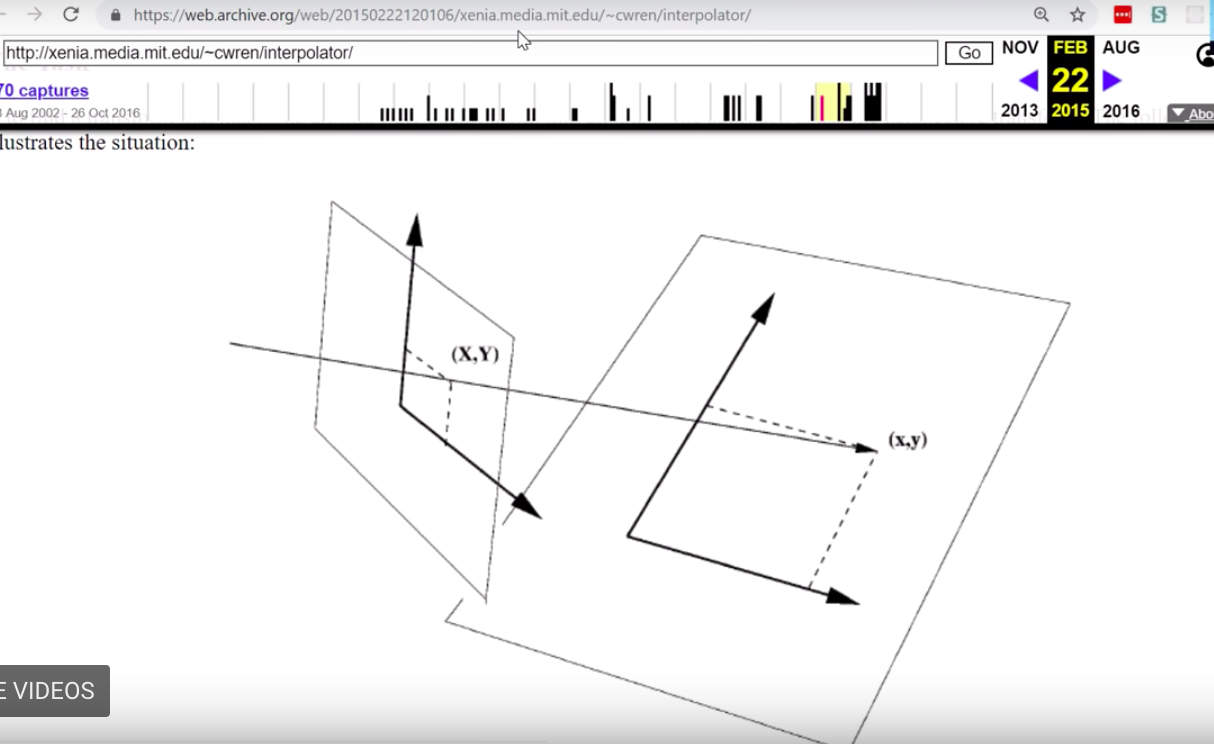 https://web.archive.org/web/20150222120106/xenia.media.mit.edu/~cwren/interpolator/
http://xenia.media.mit.edu/~cwren/interpolator/
Go
NOV FEB AUG
70 captures
22
Aug 2002 - 26 Oct 2016
2013 2015 2016
Abo
lustrates the situation:
(X,Y)
(x,y)
E VIDEOS